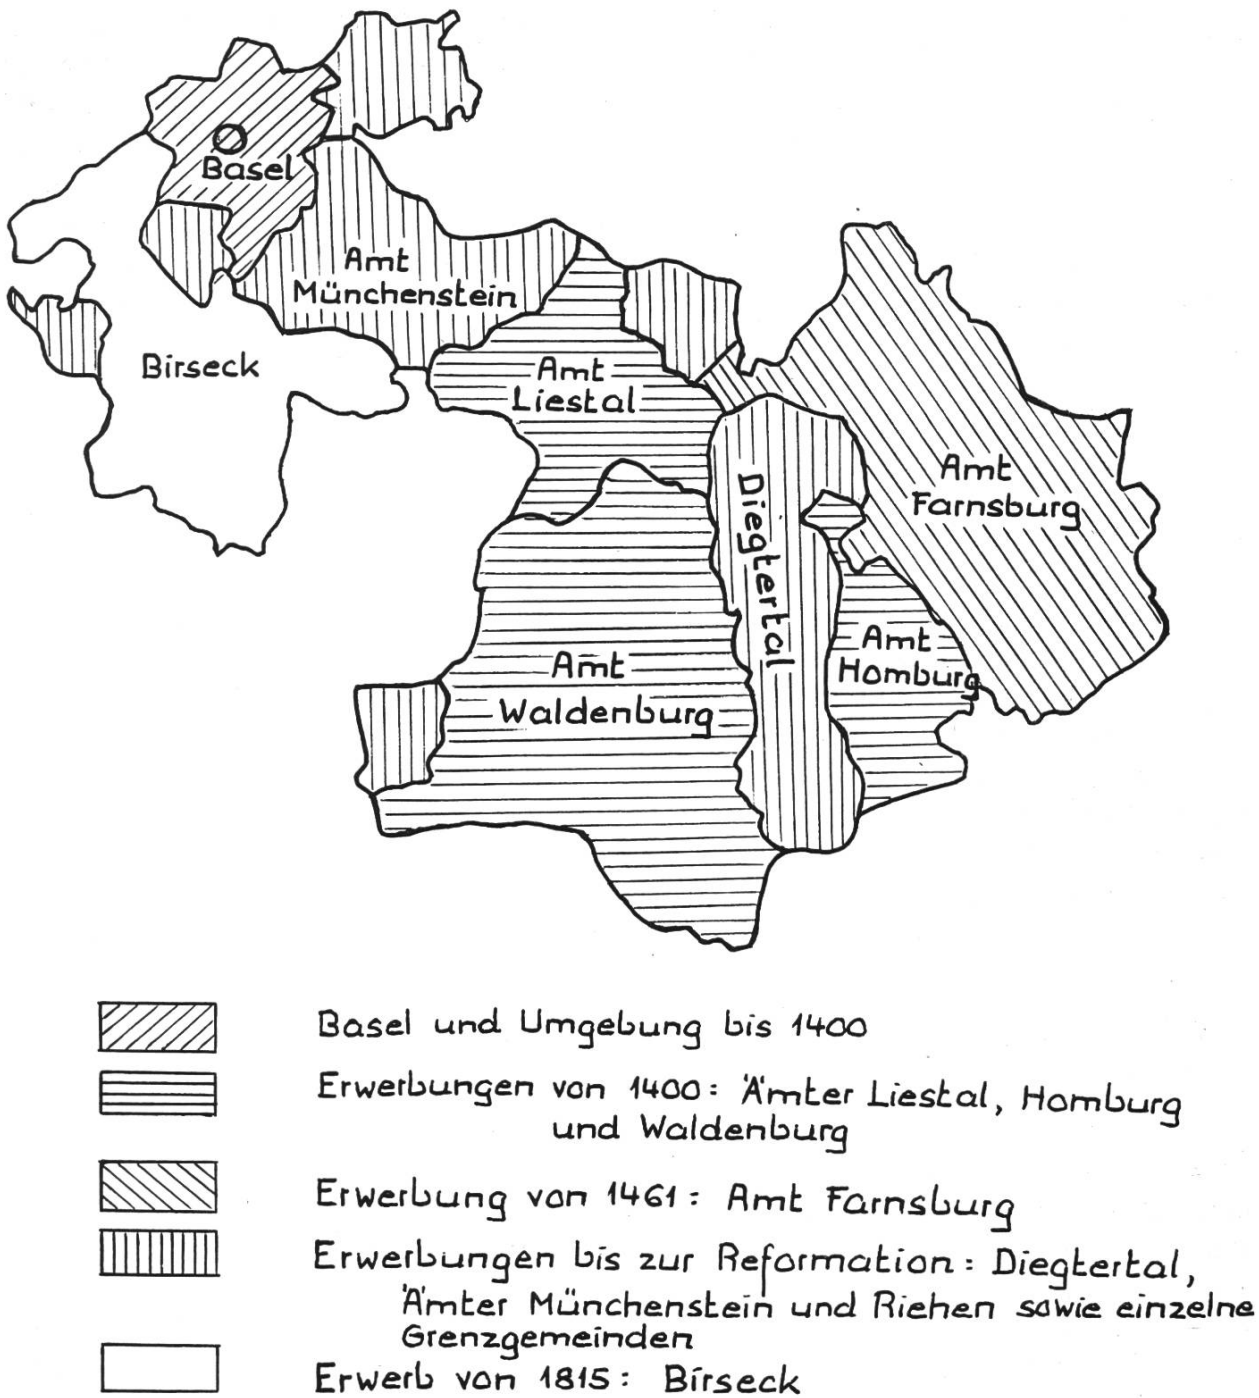 Basel
Amt
Münchenstein
Birseck
Amt
Liestal
Amt
Farnsburg
Diegtertal
Amt
Homburg
Amt
Waldenburg
Basel und Umgebung bis 1400
Erwerbungen von 1400: Ämter Liestal, Homburg
und Waldenburg
Erwerbung von 1461: Amt Farnsburg
Erwerbungen bis zur Reformation: Diegtertal,
Ämter Münchenstein und Riehen sowie einzelne
Grenzgemeinden
Erwerb von 1815: Birseck